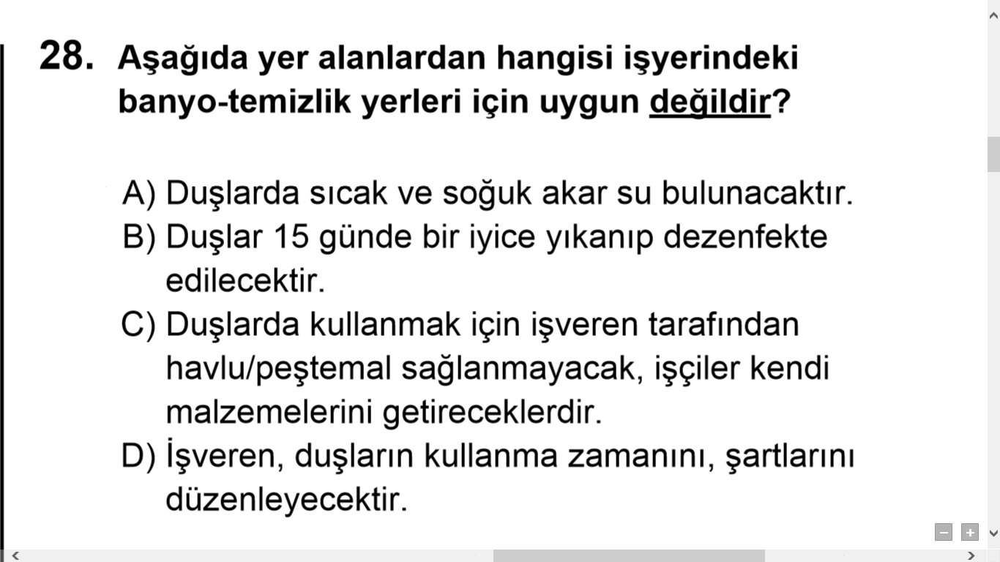 28. Aşağıda yer alanlardan hangisi işyerindeki
banyo-temizlik yerleri için uygun değildir?
A) Duşlarda sıcak ve soğuk akar su bulunacaktır.
B) Duşlar 15 günde bir iyice yıkanıp dezenfekte
edilecektir.
C) Duşlarda kullanmak için işveren tarafından
havlu/peştemal sağlanmayacak, işçiler kendi
malzemelerini getireceklerdir.
D) İşveren, duşların kullanma zamanını, şartlarını
düzenleyecektir.